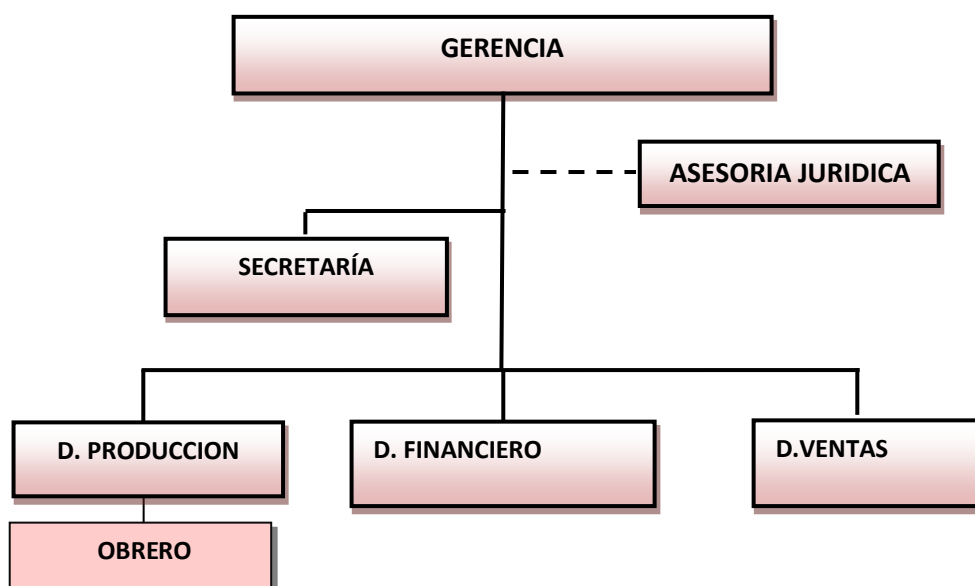 GERENCIA
ASESORIA JURIDICA
SECRETARÍA
D. PRODUCCION
D. FINANCIERO
D.VENTAS
OBRERO